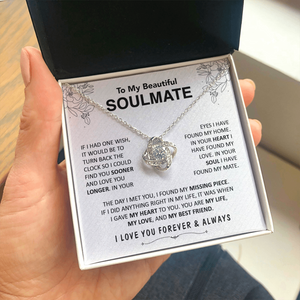 To My Beautiful
SOULMATE
IF I HAD ONE WISH,
IT WOULD BE TO
TURN BACK THE
CLOCK SO I COULD
FIND YOU SOONER
AND LOVE YOU
LONGER. IN YOUR
EYES I HAVE
FOUND MY HOME.
IN YOUR HEART I
HAVE FOUND MY
LOVE. IN YOUR
SOUL I HAVE
FOUND MY MATE.
THE DAY I MET YOU, I FOUND MY MISSING PIECE.
IF I DID ANYTHING RIGHT IN MY LIFE, IT WAS WHEN
I GAVE MY HEART TO YOU. YOU ARE MY LIFE,
MY LOVE, AND MY BEST FRIEND.
I LOVE YOU FOREVER & ALWAYS